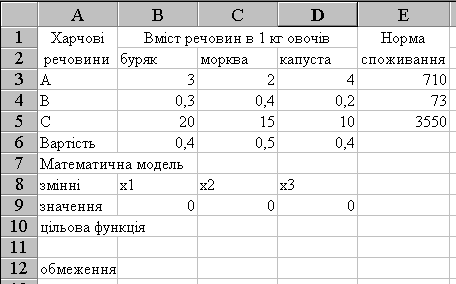 A B C D E
1 Харчові Вміст речовин в 1 кг овочів Норма
2 речовини буряк морква капуста споживання
3 А 3 2 4 710
4 В 0,3 0,4 0,2 73
5 С 20 15 10 3550
6 Вартість 0,4 0,5 0,4
7 Математична модель
8 змінні x1 x2 x3
9 значення 0 0 0
10 цільова функція
11
12 обмеження